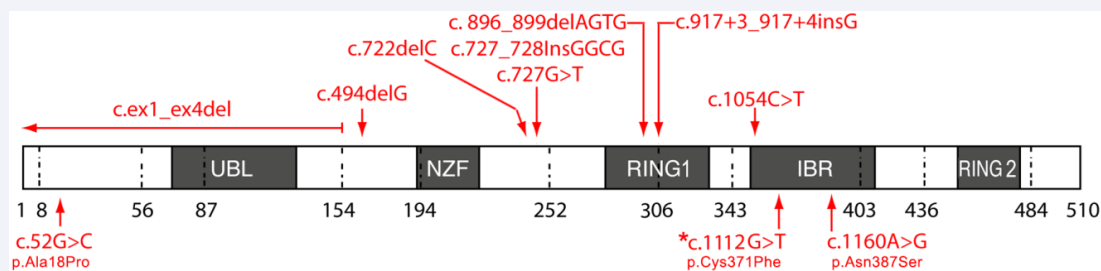 c. 896_899delAGTG
c.917+3_917+4insG
c.722delC
c.727_728InsGGCG
c.727G>T
c.494delG
c.1054C>T
c.ex1_ex4del
UBL
NZF
RING1
IBR
RING 2
1 8 56 87 154 194 252 306 343 403 436 484 510
c.52G>C
p.Ala18Pro
*c.1112G>T
p.Cys371Phe
c.1160A>G
p.Asn387Ser